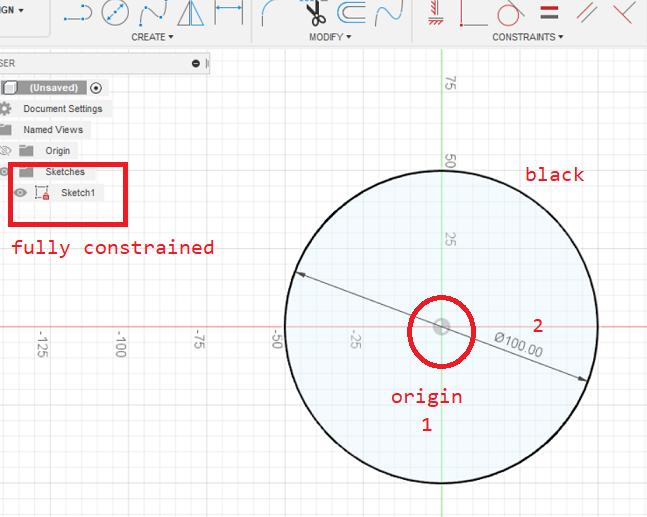 IGN
CREATE
MODIFY
CONSTRAINTS
SER
(Unsaved)
Document Settings
Named Views
Origin
Sketches
Sketch1
fully constrained
black
75
50
25
-125
-100
-75
-50
-25
2
Ø100.00
origin
1